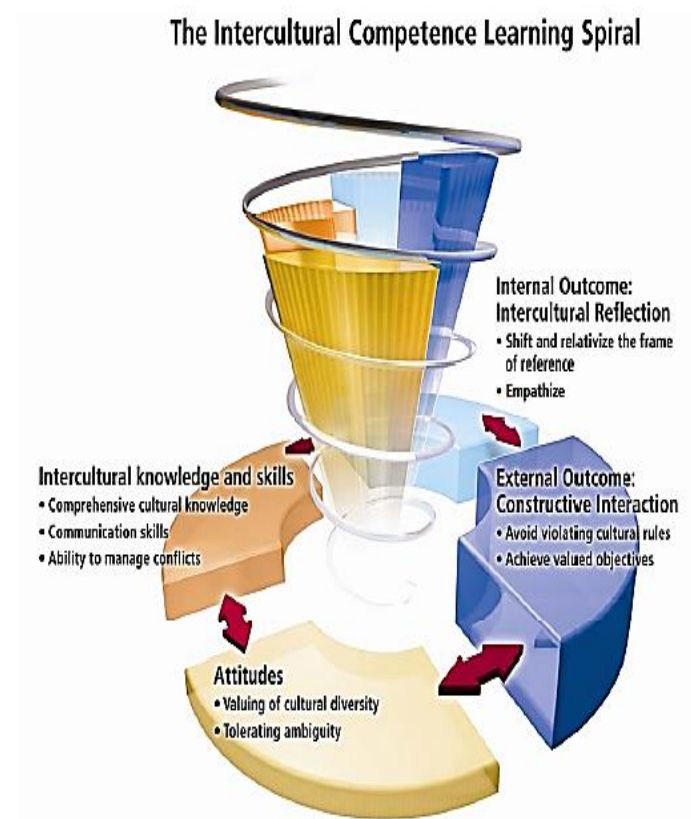 The Intercultural Competence Learning Spiral
Internal Outcome:
Intercultural Reflection
• Shift and relativize the frame
of reference
• Empathize
Intercultural knowledge and skills
• Comprehensive cultural knowledge
• Communication skills
• Ability to manage conflicts
External Outcome:
Constructive Interaction
• Avoid violating cultural rules
• Achieve valued objectives
Attitudes
• Valuing of cultural diversity
• Tolerating ambiguity